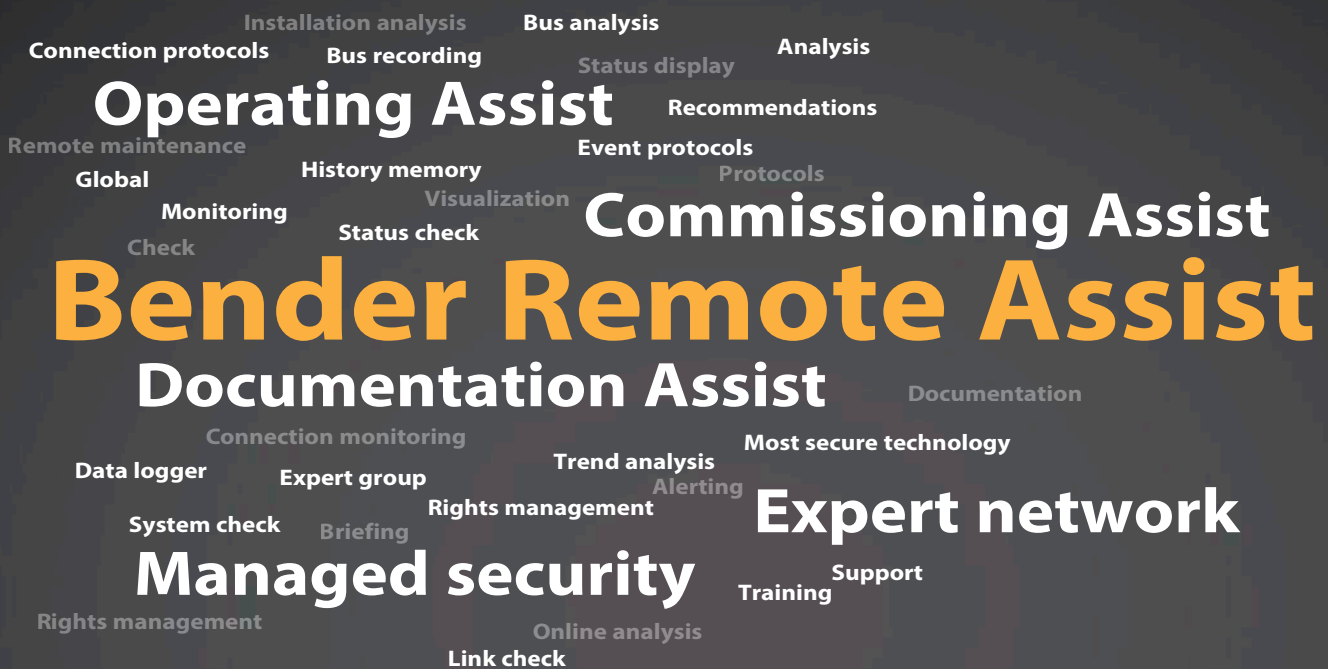 Installation analysis
Bus analysis
Connection protocols
Bus recording
Analysis
Status display
Operating Assist
Recommendations
Remote maintenance
Event protocols
History memory
Protocols
Global
Visualization
Monitoring
Commissioning Assist
Status check
Check
Bender Remote Assist
Documentation Assist
Documentation
Connection monitoring
Most secure technology
Data logger
Expert group
Trend analysis
Alerting
Rights management
Expert network
System check
Briefing
Managed security
Support
Training
Rights management
Online analysis
Link check